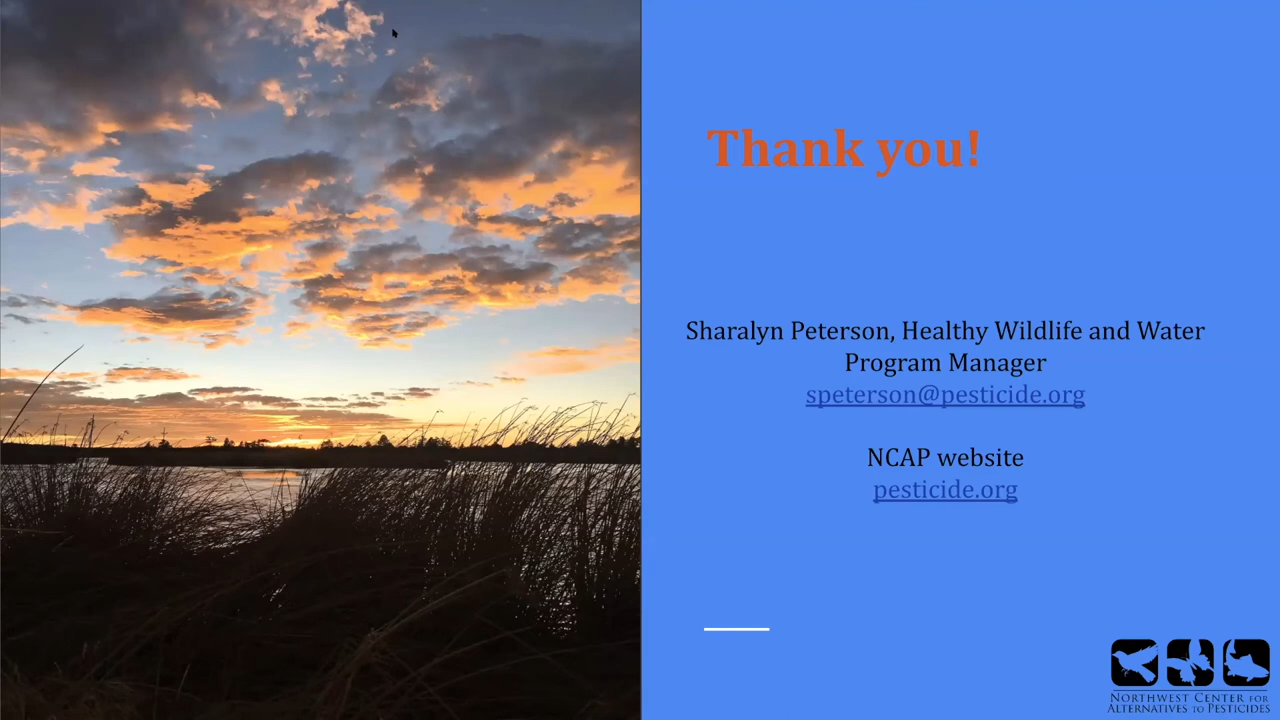 Thank you!
Sharalyn Peterson, Healthy Wildlife and Water
Program Manager
speterson@pesticide.org
NCAP website
pesticide.org
NORTHWEST CENTER FOR
ALTERNATIVES TO PESTICIDES